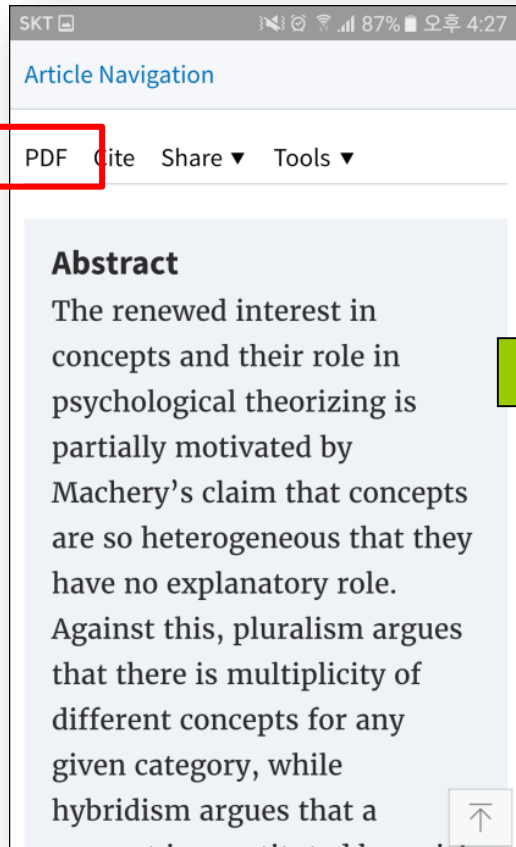 SKT 87% 오후 4:27
Article Navigation
PDF Cite Share ▼ Tools ▼
Abstract
The renewed interest in
concepts and their role in
psychological theorizing is
partially motivated by
Machery’s claim that concepts
are so heterogeneous that they
have no explanatory role.
Against this, pluralism argues
that there is multiplicity of
different concepts for any
given category, while
hybridism argues that a